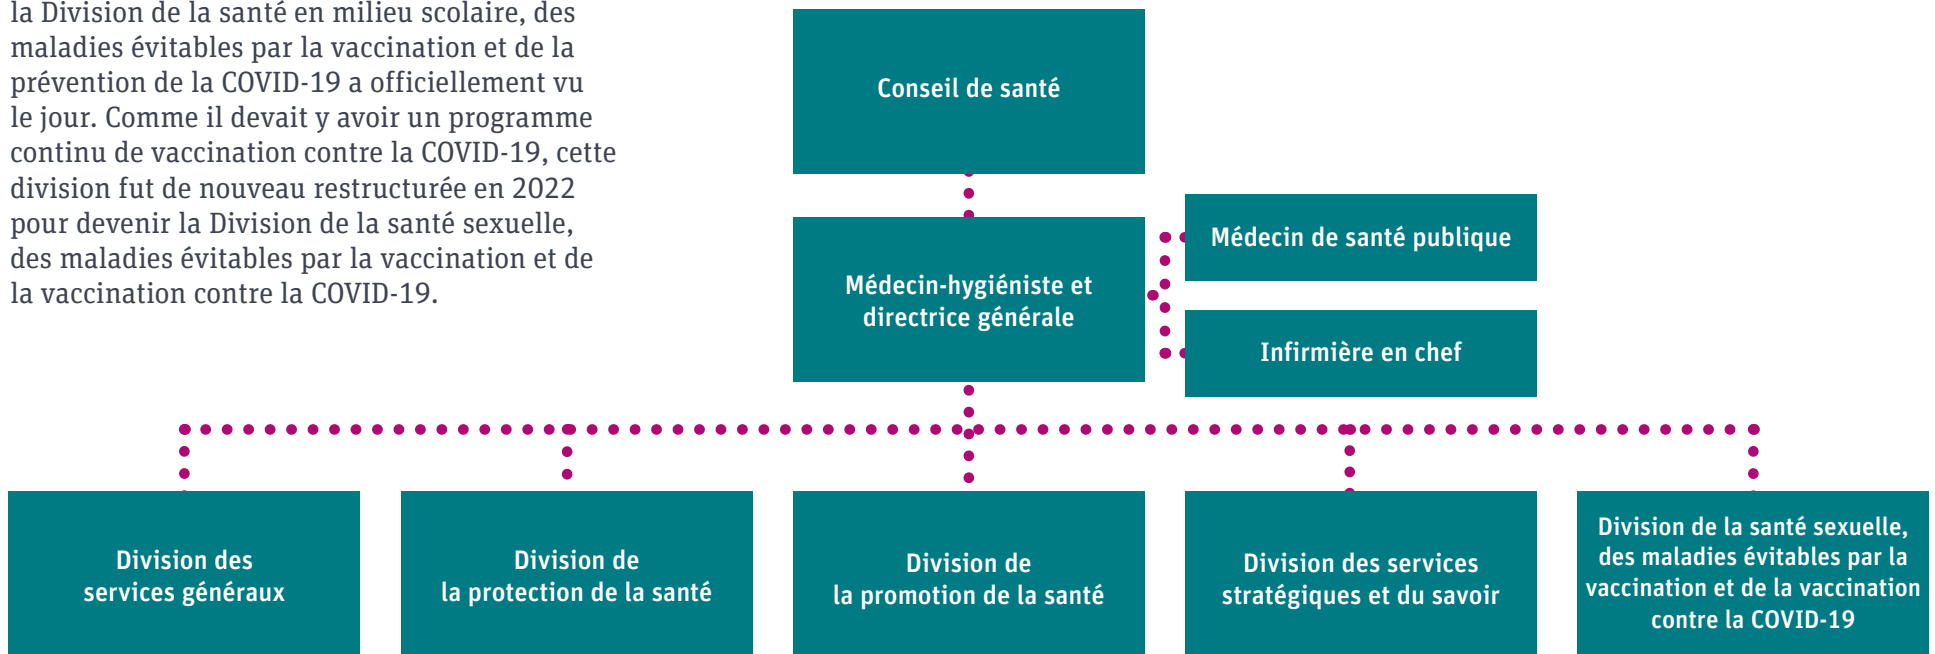 la Division de la santé en milieu scolaire, des
maladies évitables par la vaccination et de la
prévention de la COVID-19 a officiellement vu
le jour. Comme il devait y avoir un programme
continu de vaccination contre la COVID-19, cette
division fut de nouveau restructurée en 2022
pour devenir la Division de la santé sexuelle,
des maladies évitables par la vaccination et de
la vaccination contre la COVID-19.
Conseil de santé
Médecin-hygiéniste et
directrice générale
Médecin de santé publique
Infirmière en chef
Division des
services généraux
Division de
la protection de la santé
Division de
la promotion de la santé
Division des services
stratégiques et du savoir
Division de la santé sexuelle,
des maladies évitables par la
vaccination et de la vaccination
contre la COVID-19